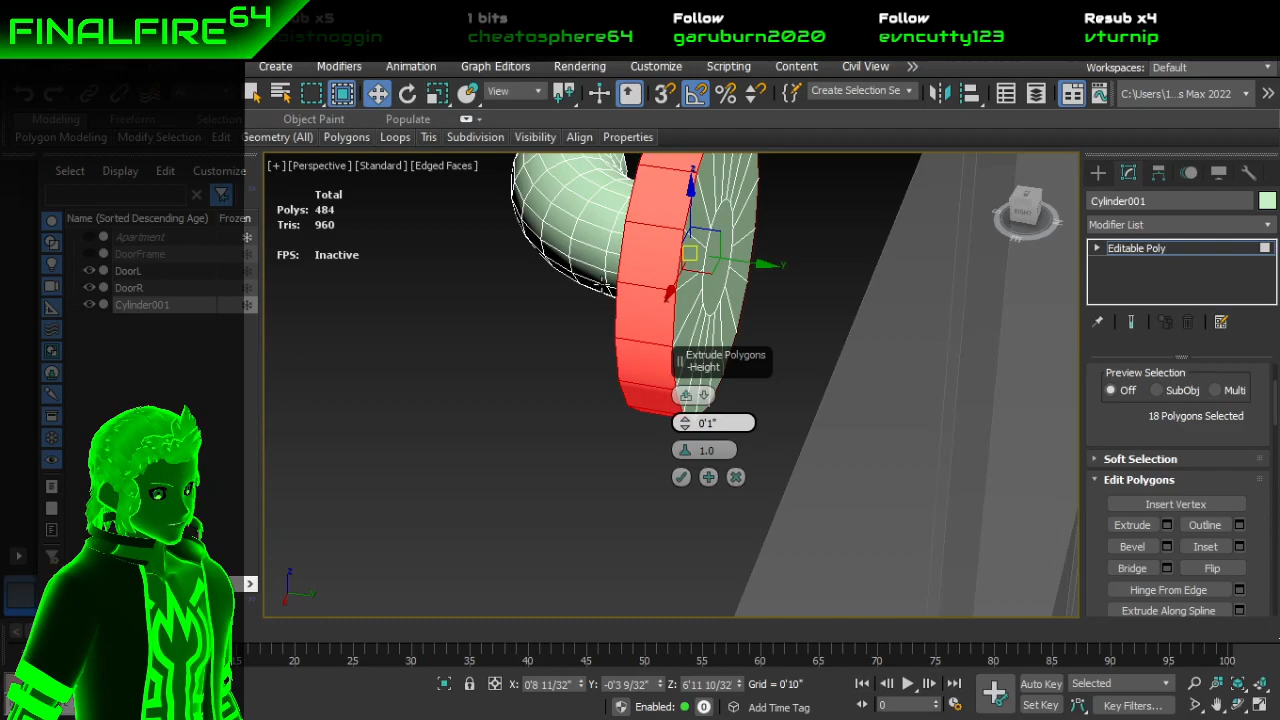 FINALFIRE64
Resub x5
1 bits
cheatosphere64
Follow
garuburn2020
Follow
evncutty123
Resub x4
vturnip
Create Modifiers Animation Graph Editors Rendering Customize Scripting Content Civil View
Workspaces: Default
View
Create Selection Se
C:\Users\1...s Max 2022
Modeling Freeform Selection Object Paint Populate
Polygon Modeling Modify Selection Edit Geometry (All) Polygons Loops Tris Subdivision Visibility Align Properties
Select Display Edit Customize
Name (Sorted Descending Age) Frozen
Apartment
DoorFrame
DoorL
DoorR
Cylinder001
[+] [Perspective] [Standard] [Edged Faces]
Total
Polys: 484
Tris: 960
FPS: Inactive
RIGHT
z
y
Extrude Polygons
-Height
0'1"
1.0
Cylinder001
Modifier List
Editable Poly
Preview Selection
Off SubObj Multi
18 Polygons Selected
Soft Selection
Edit Polygons
Insert Vertex
Extrude Outline
Bevel Inset
Bridge Flip
Hinge From Edge
Extrude Along Spline
z
y
15 20 25 30 35 40 45 50 55 60 65 70 75 80 85 90 95 100
X: 0'8 11/32" Y: -0'3 9/32" Z: 6'11 10/32" Grid = 0'10"
Auto Key Selected
Enabled: 0 Add Time Tag
0
Set Key Key Filters...